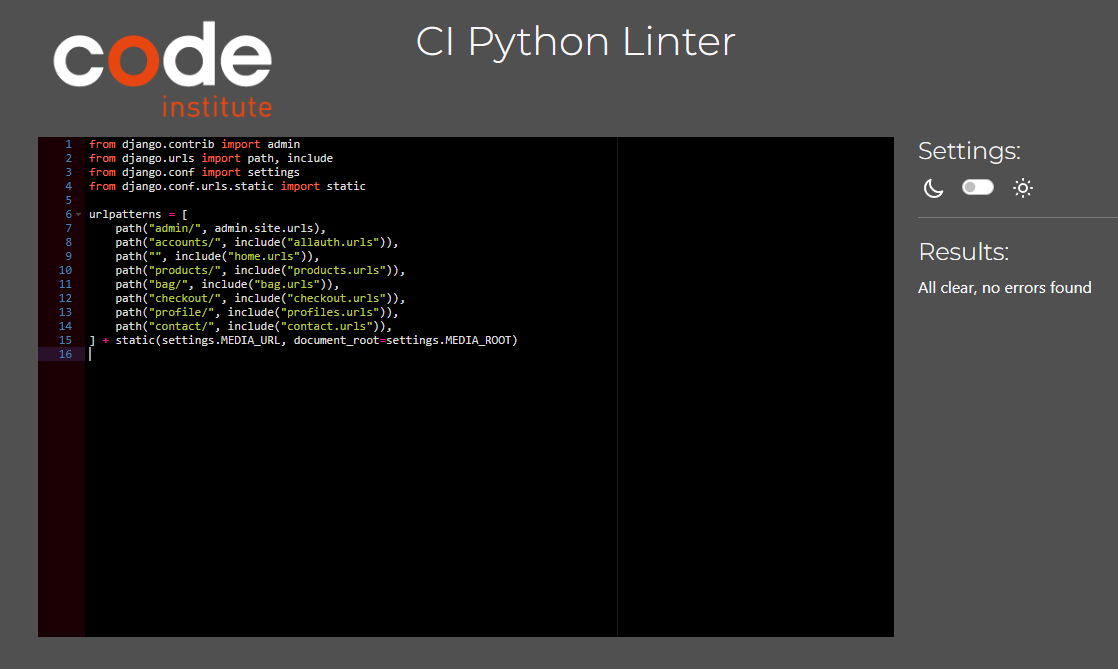 code
institute
CI Python Linter
1 from django.contrib import admin
2 from django.urls import path, include
3 from django.conf import settings
4 from django.conf.urls.static import static
5
6 urlpatterns = [
7     path("admin/", admin.site.urls),
8     path("accounts/", include("allauth.urls")),
9     path("", include("home.urls")),
10     path("products/", include("products.urls")),
11     path("bag/", include("bag.urls")),
12     path("checkout/", include("checkout.urls")),
13     path("profile/", include("profiles.urls")),
14     path("contact/", include("contact.urls")),
15 ] + static(settings.MEDIA_URL, document_root=settings.MEDIA_ROOT)
16
Settings:
Results:
All clear, no errors found